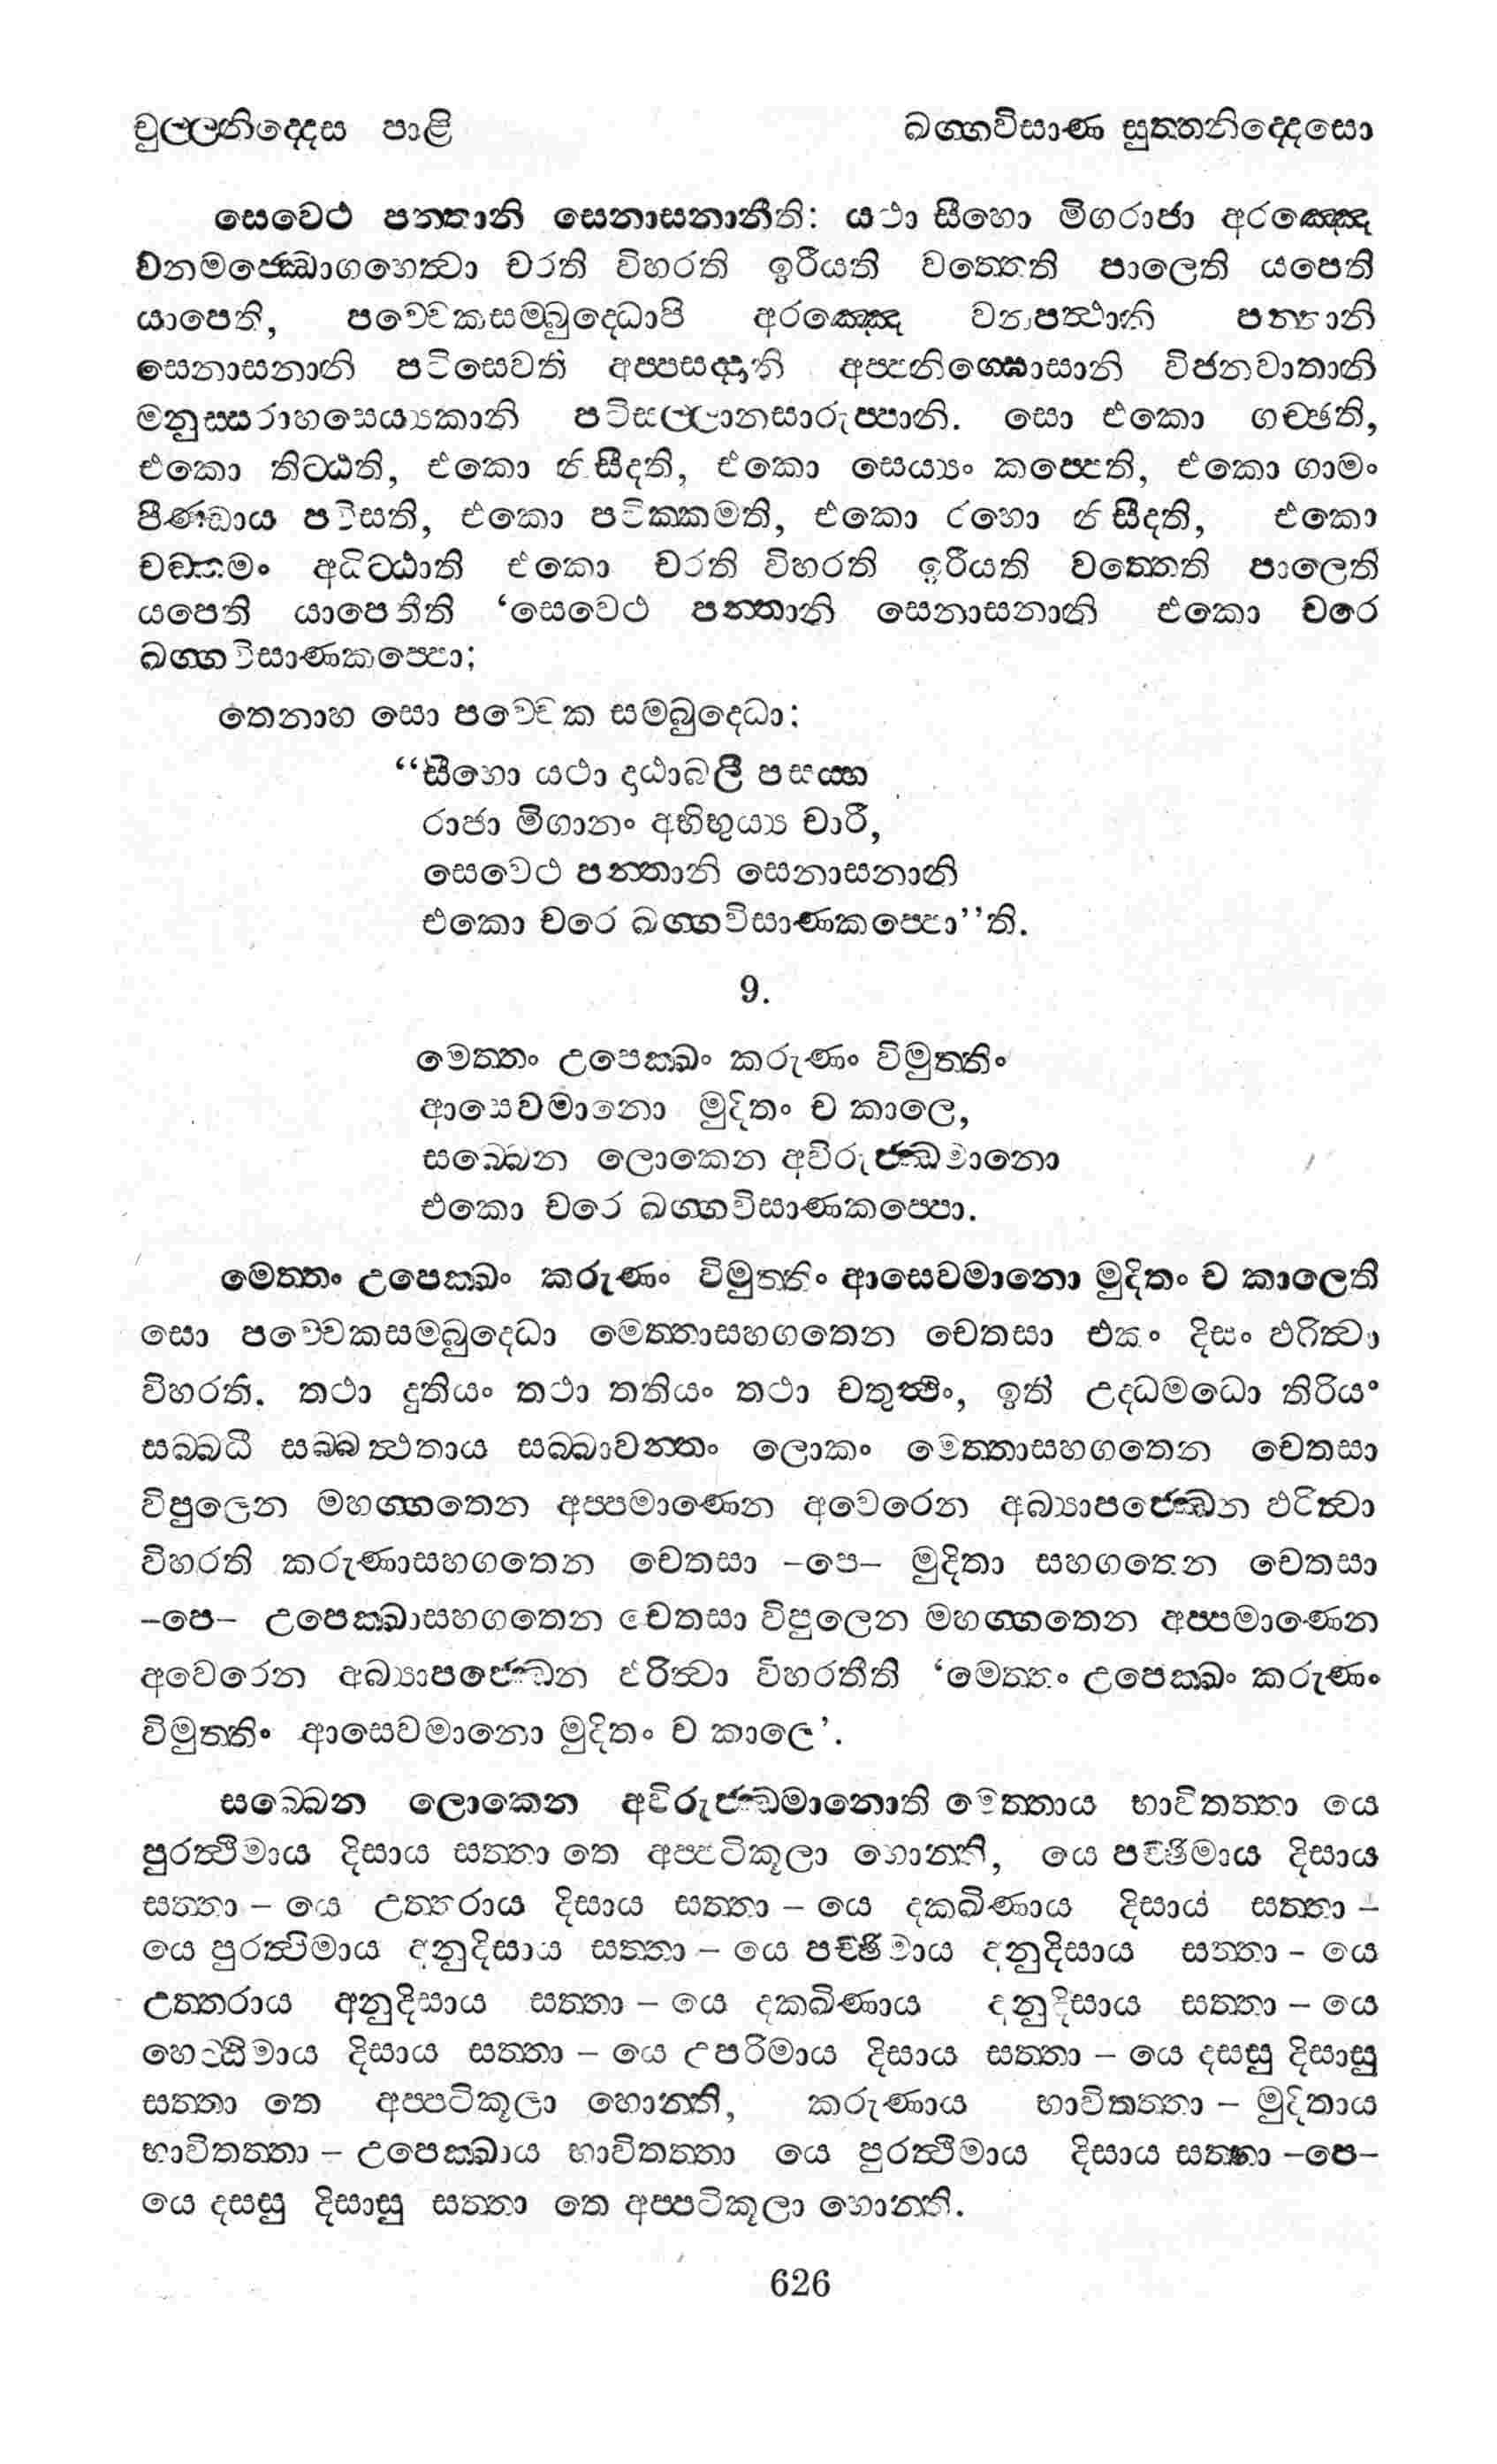 චුල්ලනිද්දෙස පාළි ඛග්ගවිසාණ සුත්තනිද්දෙසො
සෙවෙථ පන්තානි සෙනාසනානීති: යථා සීහො මිගරාජා අරඤ්ඤෙ
වනමජ්ඣොගහෙත්වා චරති විහරති ඉරීයති වත්තෙති පාලෙති යපෙති
යාපෙති, පච්චෙකසම්බුද්ධොපි අරඤ්ඤෙ වනපත්ථානි පන්තානි
සෙනාසනානි පටිසෙවති අප්පසද්දානි අප්පනිග්ඝොසානි විජනවාතානි
මනුස්සරාහසෙය්‍යකානි පටිසල්ලානසාරුප්පානි. සො එකො ගච්ඡති,
එකො තිට්ඨති, එකො නිසීදති, එකො සෙය්‍යං කප්පෙති, එකො ගාමං
පිණ්ඩාය පවිසති, එකො පටික්කමති, එකො රහො නිසීදති, එකො
චඞ්කමං අධිට්ඨාති එකො චරති විහරති ඉරීයති වත්තෙති පාලෙති
යපෙති යාපෙතීති ‘සෙවෙථ පන්තානි සෙනාසනානි එකො චරෙ
ඛග්ගවිසාණකප්පො;
තෙනාහ සො පච්චෙක සම්බුද්ධො:
“සීහො යථා දාඨාබලී පසය්හ
රාජා මිගානං අභිභුය්‍ය චාරී,
සෙවෙථ පන්තානි සෙනාසනානි
එකො චරෙ ඛග්ගවිසාණකප්පො’’ති.
9.
මෙත්තං උපෙක්ඛං කරුණං විමුත්තිං
ආසෙවමානො මුදිතං ච කාලෙ,
සබ්බෙන ලොකෙන අවිරුජ්ඣමානො
එකො චරෙ ඛග්ගවිසාණකප්පො.
මෙත්තං උපෙක්ඛං කරුණං විමුත්තිං ආසෙවමානො මුදිතං ච කාලෙති
සො පච්චෙකසම්බුද්ධො මෙත්තාසහගතෙන චෙතසා එකං දිසං ඵරිත්වා
විහරති. තථා දුතියං තථා තතියං තථා චතුත්ථිං, ඉති උද්ධමධො තිරියං
සබ්බධි සබ්බත්ථතාය සබ්බාවන්තං ලොකං මෙත්තාසහගතෙන චෙතසා
විපුලෙන මහග්ගතෙන අප්පමාණෙන අවෙරෙන අබ්‍යාපජ්ඣෙන ඵරිත්වා
විහරති කරුණාසහගතෙන චෙතසා –පෙ– මුදිතා සහගතෙන චෙතසා
–පෙ– උපෙක්ඛාසහගතෙන චෙතසා විපුලෙන මහග්ගතෙන අප්පමාණෙන
අවෙරෙන අබ්‍යාපජ්ඣෙන ඵරිත්වා විහරතීති ‘මෙත්තං උපෙක්ඛං කරුණං
විමුත්තිං ආසෙවමානො මුදිතං ච කාලෙ’.
සබ්බෙන ලොකෙන අවිරුජ්ඣමානොති මෙත්තාය භාවිතත්තා යෙ
පුරත්ථිමාය දිසාය සත්තා තෙ අප්පටිකූලා හොන්ති, යෙ පච්ඡිමාය දිසාය
සත්තා – යෙ උත්තරාය දිසාය සත්තා – යෙ දක්ඛිණාය දිසාය සත්තා –
යෙ පුරත්ථිමාය අනුදිසාය සත්තා – යෙ පච්ඡිමාය අනුදිසාය සත්තා – යෙ
උත්තරාය අනුදිසාය සත්තා – යෙ දක්ඛිණාය අනුදිසාය සත්තා – යෙ
හෙට්ඨිමාය දිසාය සත්තා – යෙ උපරිමාය දිසාය සත්තා – යෙ දසසු දිසාසු
සත්තා තෙ අප්පටිකූලා හොන්ති, කරුණාය භාවිතත්තා – මුදිතාය
භාවිතත්තා – උපෙක්ඛාය භාවිතත්තා යෙ පුරත්ථිමාය දිසාය සත්තා –පෙ–
යෙ දසසු දිසාසු සත්තා තෙ අප්පටිකූලා හොන්ති.
626